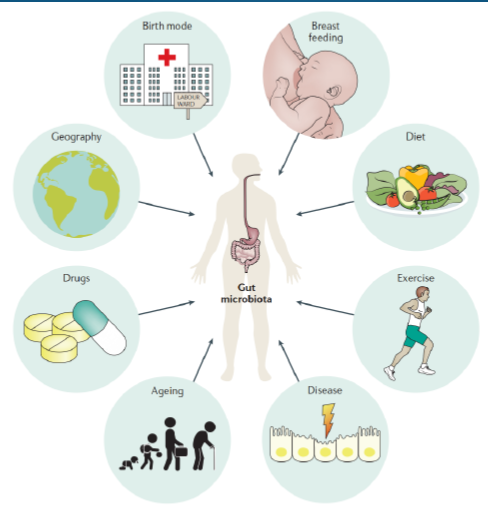 Birth mode
LABOUR
WARD
Breast
feeding
Geography
Diet
Drugs
Gut
microbiota
Exercise
Ageing
Disease